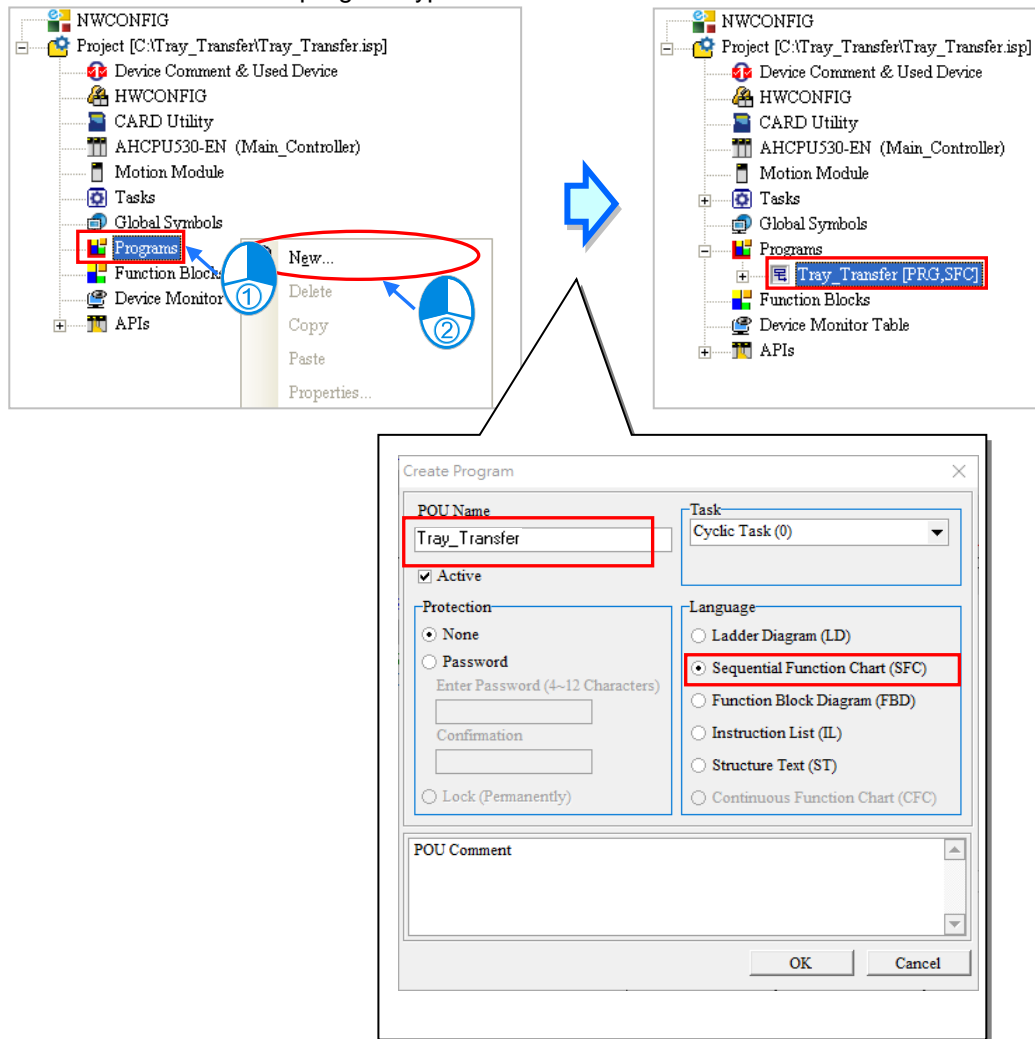 NWCONFIG
Project [C:\Tray_Transfer\Tray_Transfer.isp]
Device Comment & Used Device
HWCONFIG
CARD Utility
AHCPU530-EN (Main_Controller)
Motion Module
Tasks
Global Symbols
Programs
Function Blocks
Device Monitor
APIs
New...
Delete
Copy
Paste
Properties...
1
2
NWCONFIG
Project [C:\Tray_Transfer\Tray_Transfer.isp]
Device Comment & Used Device
HWCONFIG
CARD Utility
AHCPU530-EN (Main_Controller)
Motion Module
Tasks
Global Symbols
Programs
Tray_Transfer [PRG,SFC]
Function Blocks
Device Monitor Table
APIs
Create Program
POU Name
Tray_Transfer
Active
Task
Cyclic Task (0)
Protection
None
Password
Enter Password (4~12 Characters)
Confirmation
Lock (Permanently)
Language
Ladder Diagram (LD)
Sequential Function Chart (SFC)
Function Block Diagram (FBD)
Instruction List (IL)
Structure Text (ST)
Continuous Function Chart (CFC)
POU Comment
OK
Cancel